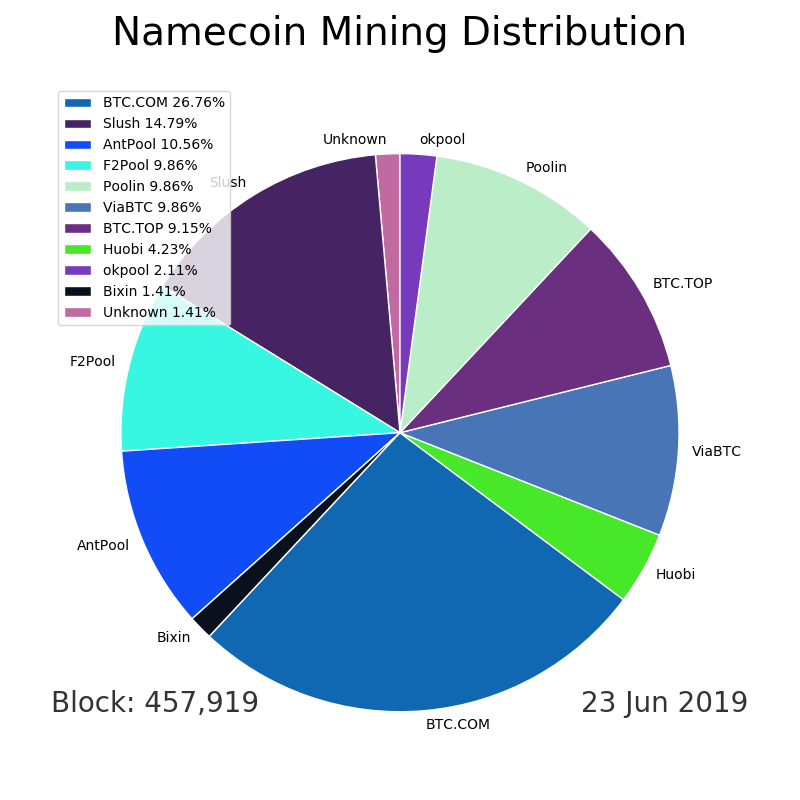 Namecoin Mining Distribution
BTC.COM 26.76%
Slush 14.79%
AntPool 10.56%
F2Pool 9.86%
Poolin 9.86%
ViaBTC 9.86%
BTC.TOP 9.15%
Huobi 4.23%
okpool 2.11%
Bixin 1.41%
Unknown 1.41%
Unknown
okpool
Poolin
Slush
BTC.TOP
F2Pool
ViaBTC
AntPool
Huobi
Bixin
BTC.COM
Block: 457,919
23 Jun 2019